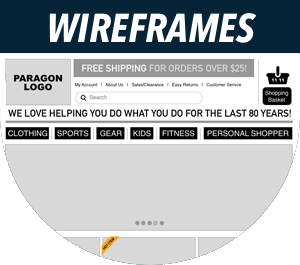 WIREFRAMES
FREE SHIPPING FOR ORDERS OVER $25!
PARAGON
LOGO
My Account | About Us | Sales/Clearance | Easy Returns | Customer Service
Search
Shopping
Basket
WE LOVE HELPING YOU DO WHAT YOU DO FOR THE LAST 80 YEARS!
CLOTHING SPORTS GEAR KIDS FITNESS PERSONAL SHOPPER